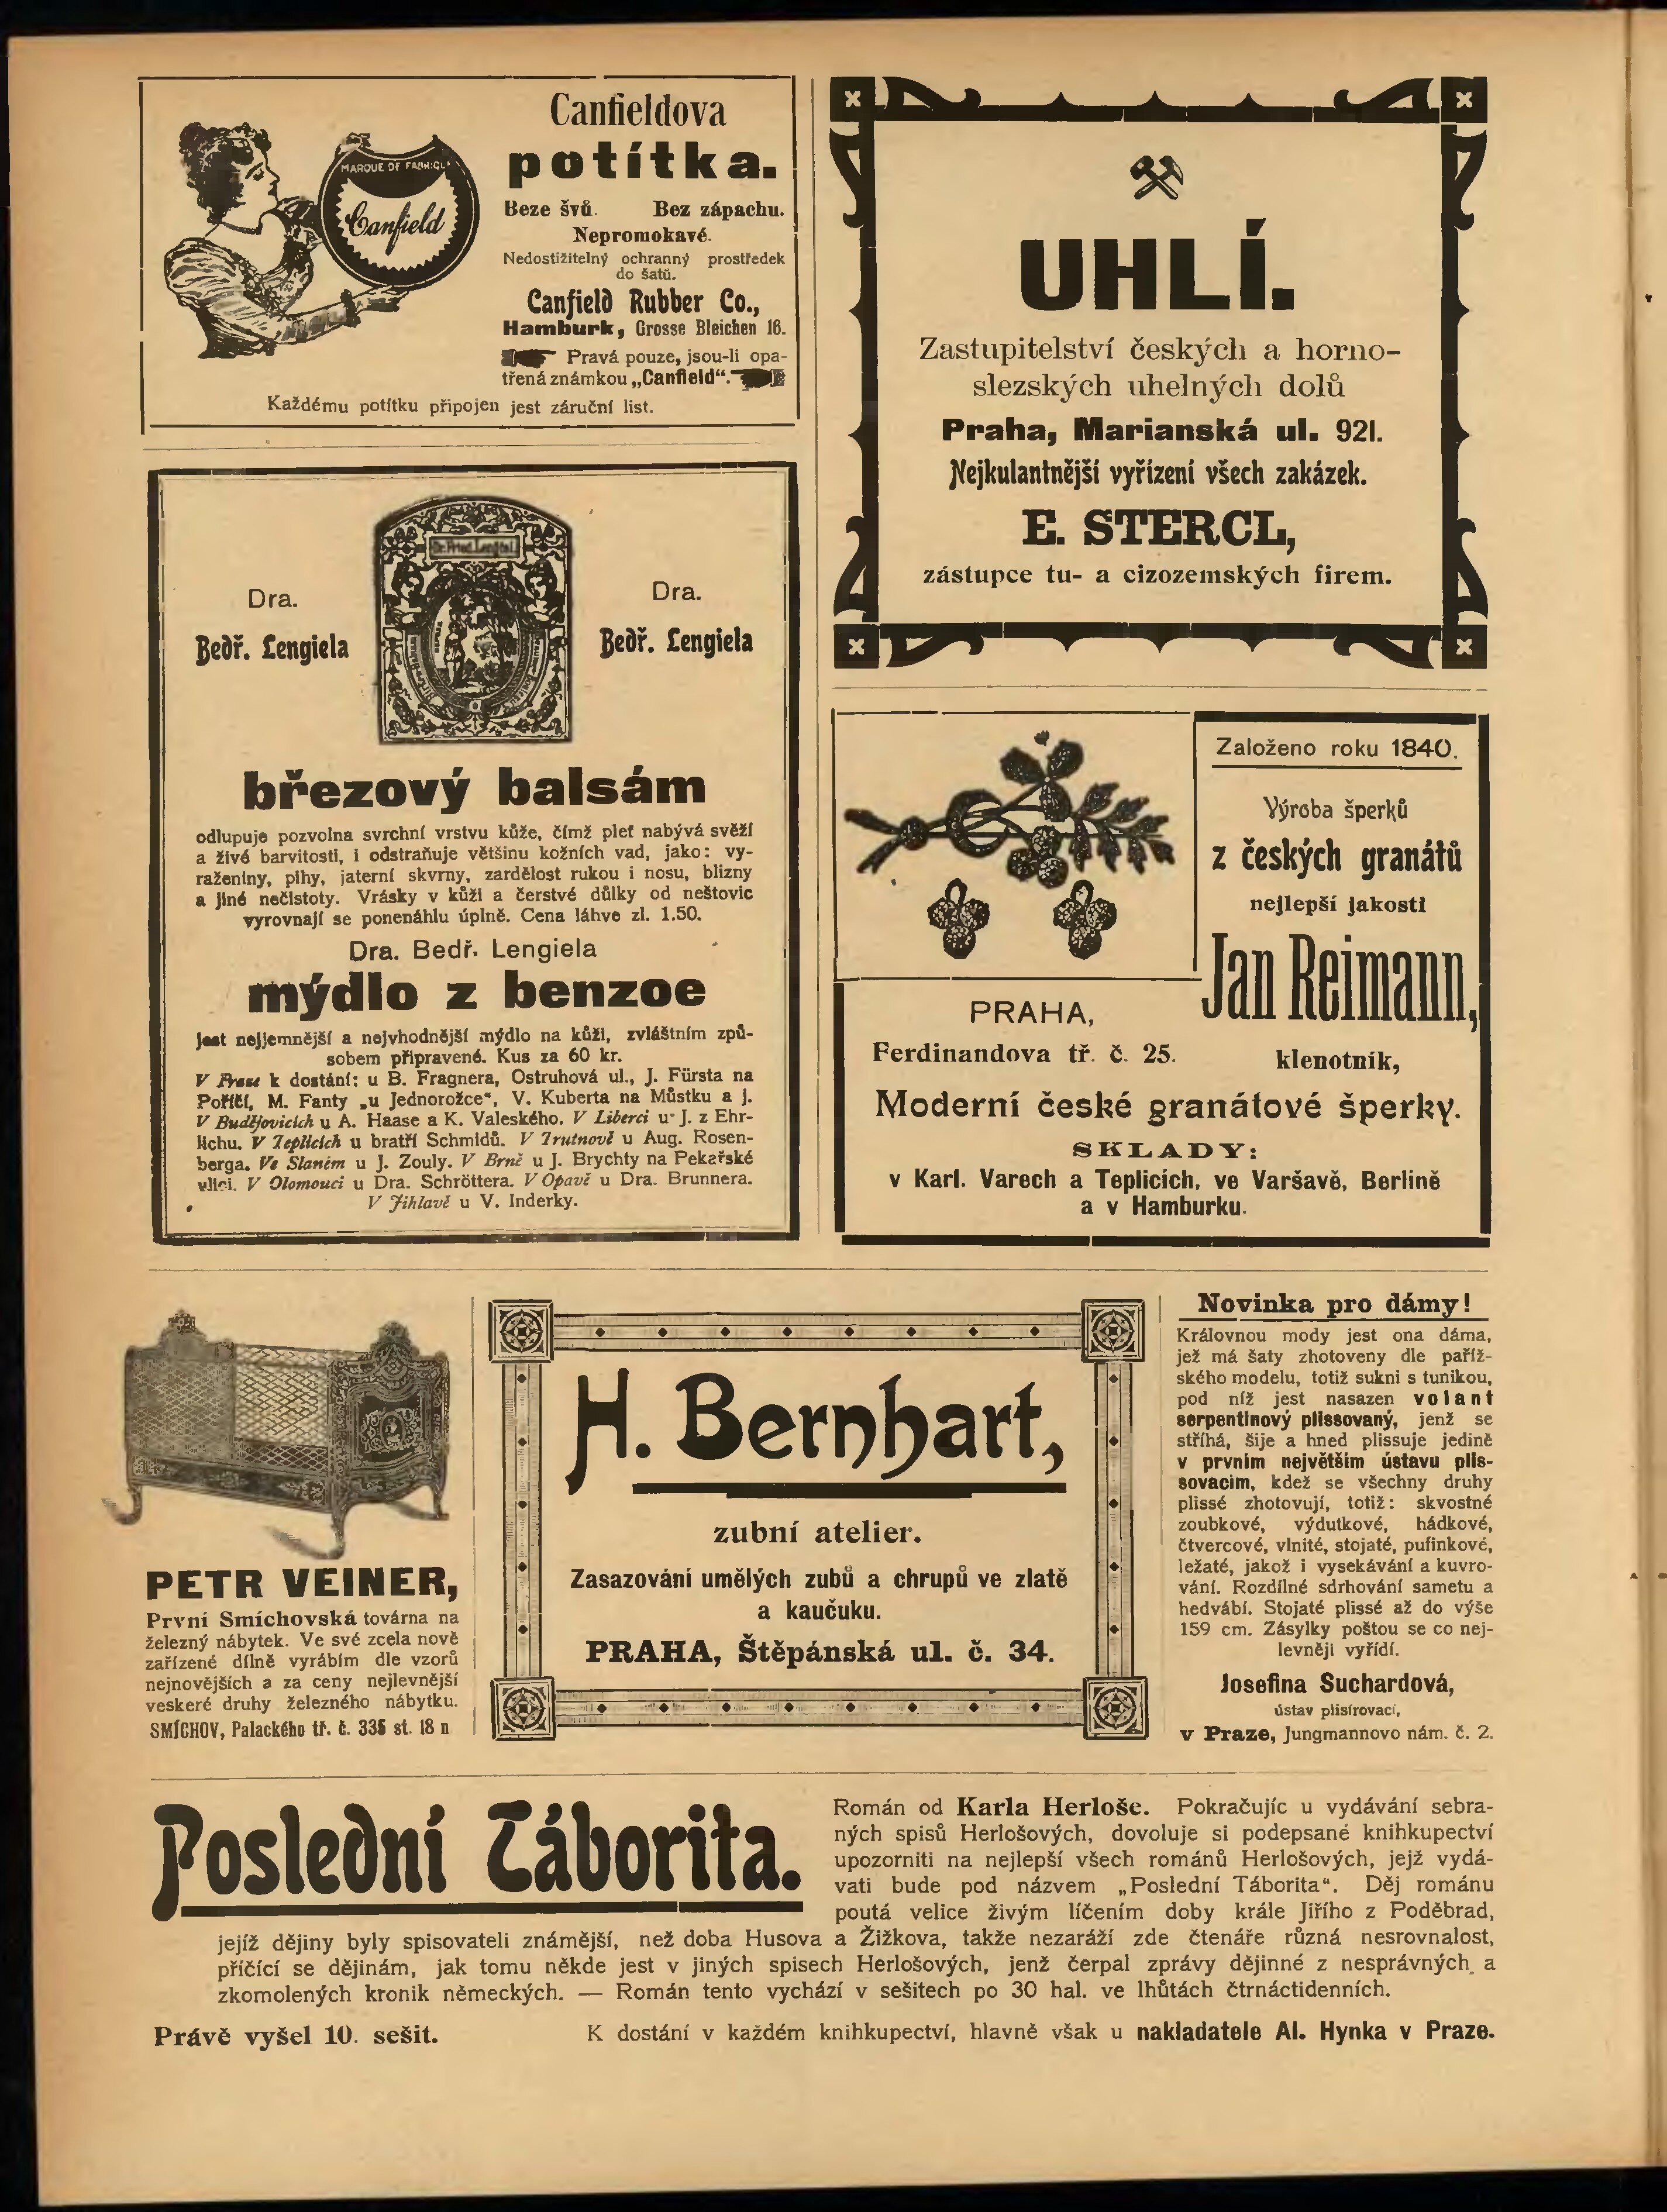 MARQUE DE FABRIQUE
Canfield
Canfieldova
potítka.
Beze švů. Bez zápachu.
Nepromokavé.
Nedostižitelný ochranný prostředek
do šatů.
Canfield Rubber Co.,
Hamburk, Grosse Bleichen 16.
Pravá pouze, jsou-li opa-
třená známkou „Canfield“.
Každému potítku připojen jest záruční list.
Dra.
Bedř. Lengiela
Dra.
Bedř. Lengiela
březový balsám
odlupuje pozvolna svrchní vrstvu kůže, čímž pleť nabývá svěží
a živé barvitosti, i odstraňuje většinu kožních vad, jako: vy-
raženiny, pihy, jaterní skvrny, zardělost rukou i nosu, blizny
a jiné nečistoty. Vrásky v kůži a čerstvé důlky od neštovic
vyrovnají se ponenáhlu úplně. Cena láhve zl. 1.50.
Dra. Bedř. Lengiela
mýdlo z benzoe
jest nejjemnější a nejvhodnější mýdlo na kůži, zvláštním způ-
sobem připravené. Kus za 60 kr.
V Praze k dostání: u B. Fragnera, Ostruhová ul., J. Fürsta na
Poříčí, M. Fanty „u Jednorožce“, V. Kuberta na Můstku a j.
V Budějovicích u A. Haase a K. Valeského. V Liberci u J. z Ehr-
lichu. V Teplicích u bratří Schmidů. V Trutnově u Aug. Rosen-
berga. Ve Slaném u J. Zouly. V Brně u J. Brychty na Pekařské
ulici. V Olomouci u Dra. Schröttera. V Opavě u Dra. Brunnera.
V Jihlavě u V. Inderky.
UHLÍ.
Zastupitelství českých a horno-
slezských uhelných dolů
Praha, Marianská ul. 921.
Nejkulantnější vyřízení všech zakázek.
E. STERCL,
zástupce tu- a cizozemských firem.
Založeno roku 1840.
Výroba šperků
z českých granátů
nejlepší jakosti
Jan Reimann,
PRAHA,
Ferdinandova tř. č. 25.
klenotník,
Moderní české granátové šperky.
SKLADY:
v Karl. Varech a Teplicích, ve Varšavě, Berlině
a v Hamburku.
PETR VEINER,
První Smíchovská továrna na
železný nábytek. Ve své zcela nově
zařízené dílně vyrábím dle vzorů
nejnovějších a za ceny nejlevnější
veskeré druhy železného nábytku.
SMÍCHOV, Palackého tř. č. 335 st. 18 n
H. Bernhart,
zubní atelier.
Zasazování umělých zubů a chrupů ve zlatě
a kaučuku.
PRAHA, Štěpánská ul. č. 34.
Novinka pro dámy!
Královnou mody jest ona dáma,
jež má šaty zhotoveny dle paříž-
ského modelu, totiž sukni s tunikou,
pod níž jest nasazen volant
serpentinový plissovaný, jenž se
stříhá, šije a hned plissuje jedině
v prvním největším ústavu plis-
sovacím, kdež se všechny druhy
plissé zhotovují, totiž: skvostné
zoubkové, výdutkové, hádkové,
čtvercové, vlnité, stojaté, pufinkové,
ležaté, jakož i vysekávání a kuvro-
vání. Rozdílné sdrhování sametu a
hedvábí. Stojaté plissé až do výše
159 cm. Zásylky poštou se co nej-
levněji vyřídí.
Josefina Suchardová,
ústav plisírovací,
v Praze, Jungmannovo nám. č. 2.
Poslední Táborita.
Román od Karla Herloše. Pokračujíc u vydávání sebra-
ných spisů Herlošových, dovoluje si podepsané knihkupectví
upozorniti na nejlepší všech románů Herlošových, jejž vydá-
vati bude pod názvem „Poslední Táborita“. Děj románu
poutá velice živým líčením doby krále Jiřího z Poděbrad,
jejíž dějiny byly spisovateli známější, než doba Husova a Žižkova, takže nezaráží zde čtenáře různá nesrovnalost,
příčící se dějinám, jak tomu někde jest v jiných spisech Herlošových, jenž čerpal zprávy dějinné z nesprávných a
zkomolených kronik německých. — Román tento vychází v sešitech po 30 hal. ve lhůtách čtrnáctidenních.
Právě vyšel 10. sešit.
K dostání v každém knihkupectví, hlavně však u nakladatele Al. Hynka v Praze.